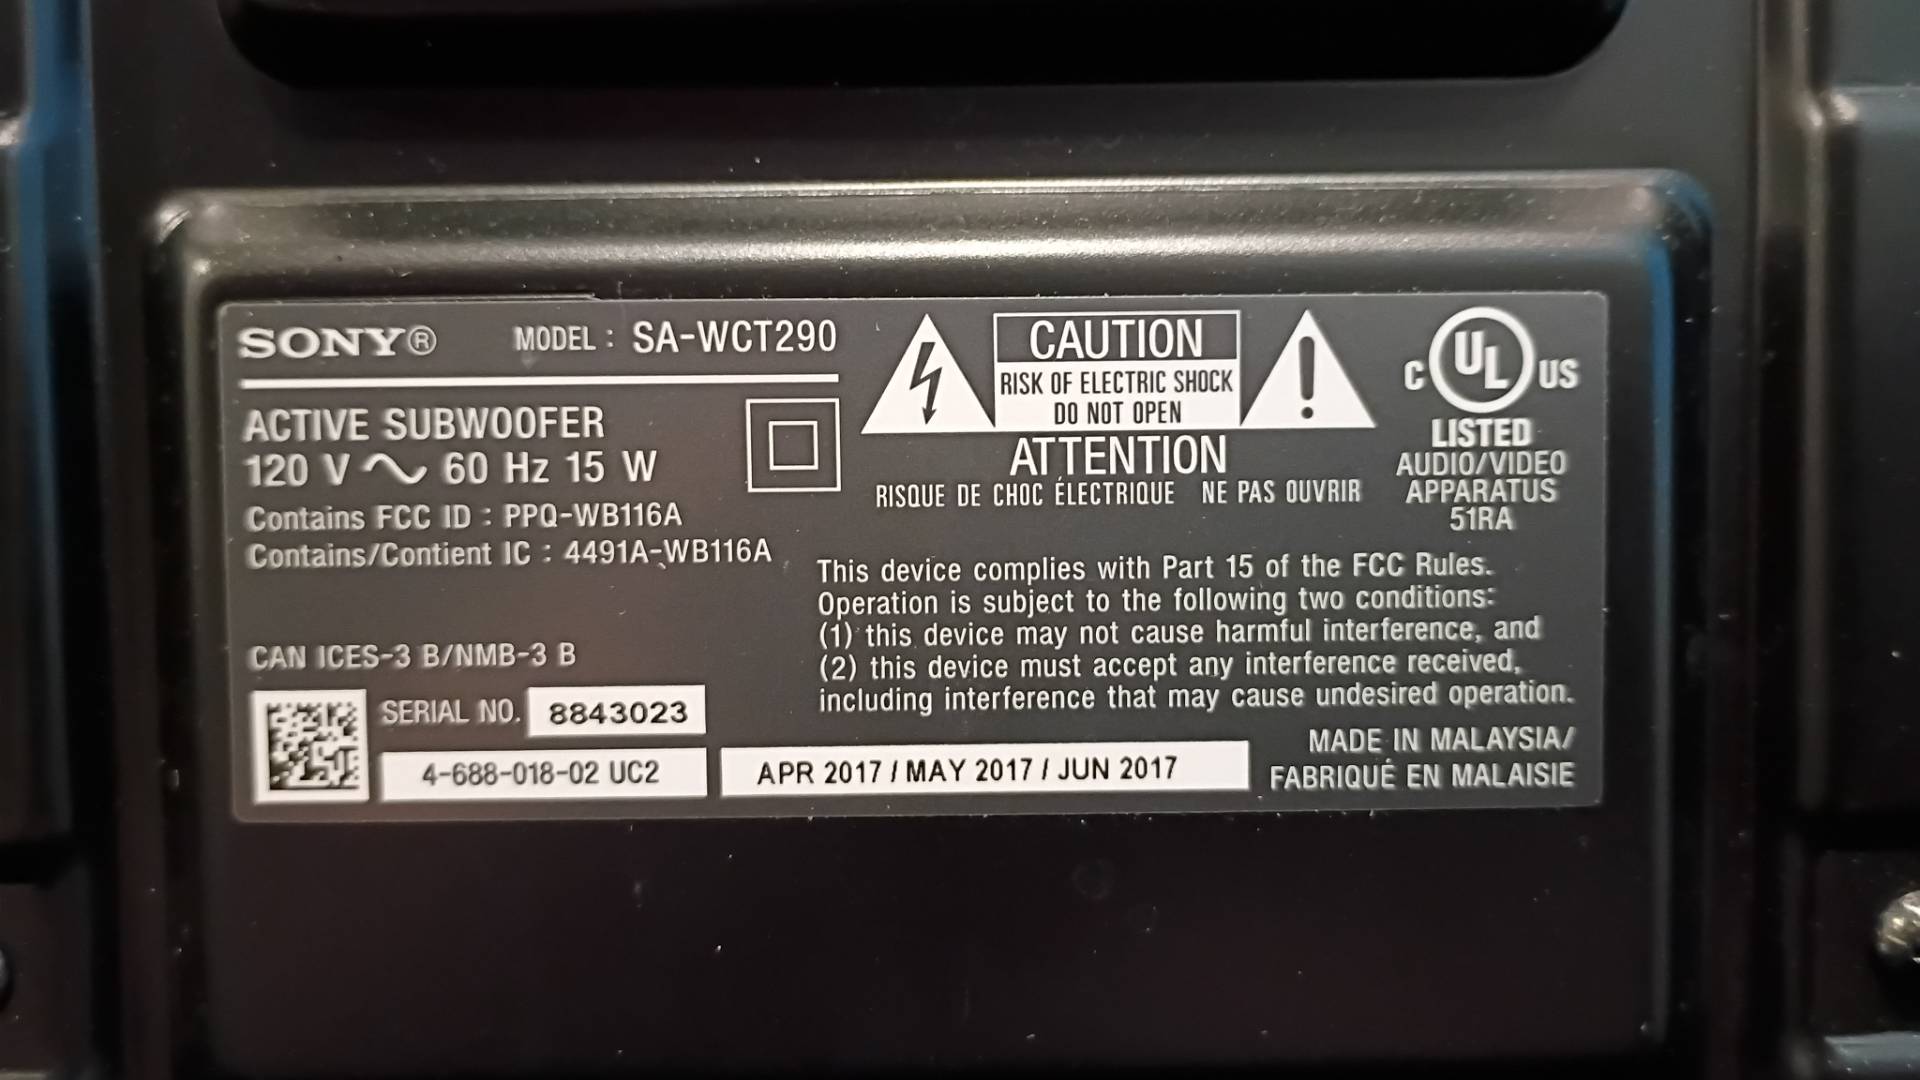 SONY® MODEL : SA-WCT290
ACTIVE SUBWOOFER
120 V ~ 60 Hz 15 W
Contains FCC ID : PPQ-WB116A
Contains/Contient IC : 4491A-WB116A
CAN ICES-3 B/NMB-3 B
SERIAL NO. 8843023
4-688-018-02 UC2
CAUTION
RISK OF ELECTRIC SHOCK
DO NOT OPEN
ATTENTION
RISQUE DE CHOC ÉLECTRIQUE NE PAS OUVRIR
C UL US
LISTED
AUDIO/VIDEO
APPARATUS
51RA
This device complies with Part 15 of the FCC Rules.
Operation is subject to the following two conditions:
(1) this device may not cause harmful interference, and
(2) this device must accept any interference received,
including interference that may cause undesired operation.
APR 2017 / MAY 2017 / JUN 2017
MADE IN MALAYSIA/
FABRIQUÉ EN MALAISIE